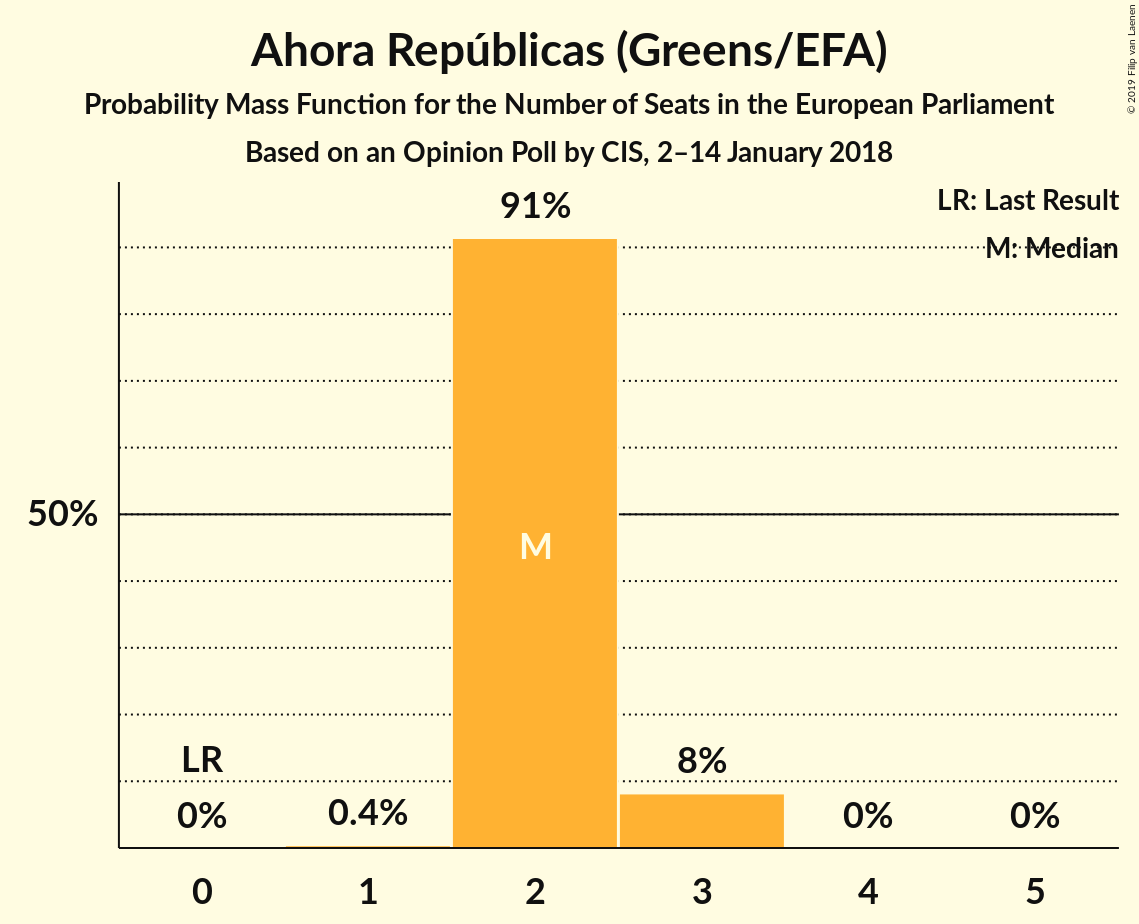 Ahora Repúblicas (Greens/EFA)
Probability Mass Function for the Number of Seats in the European Parliament
Based on an Opinion Poll by CIS, 2–14 January 2018
© 2019 Filip van Laenen
LR: Last Result
M: Median
91%
50%
M
LR
0%
0.4%
8%
0%
0%
0 1 2 3 4 5